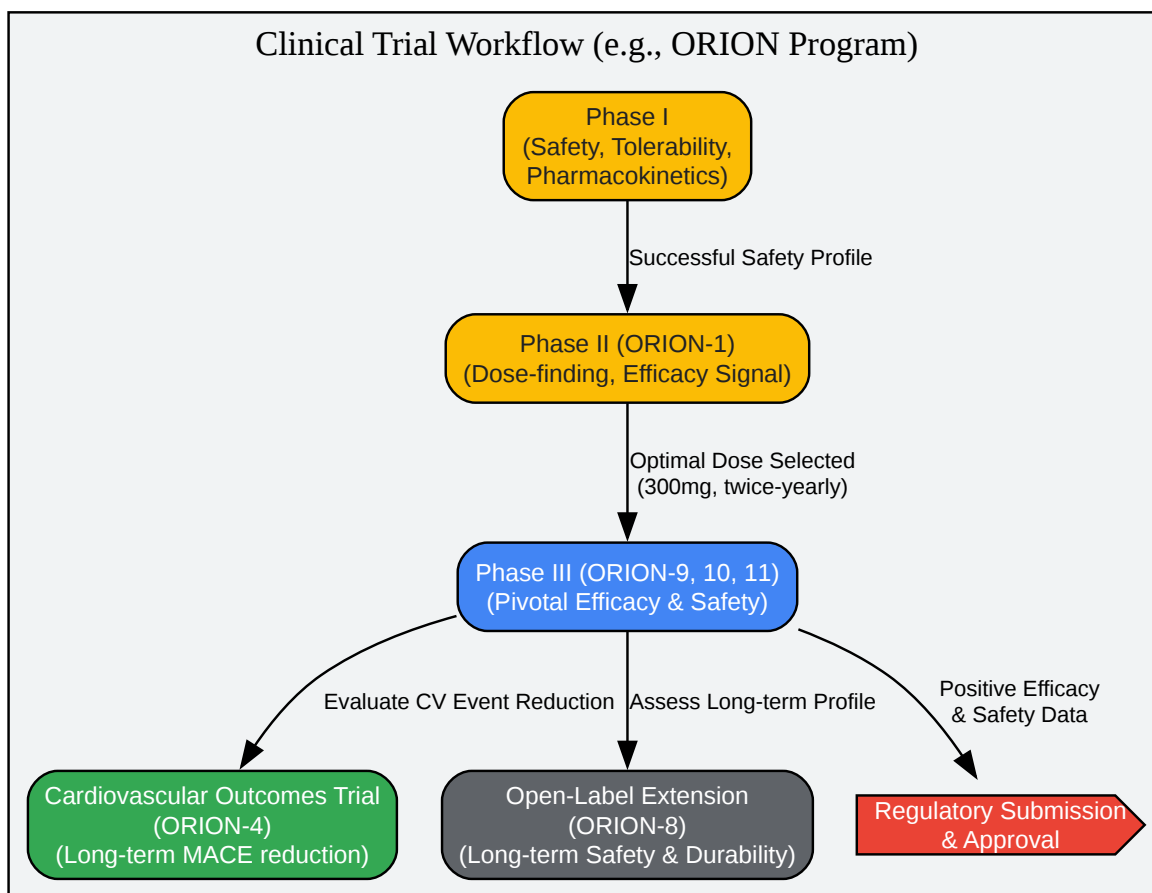 Clinical Trial Workflow (e.g., ORION Program)
Phase I
(Safety, Tolerability,
Pharmacokinetics)
Successful Safety Profile
Phase II (ORION-1)
(Dose-finding, Efficacy Signal)
Optimal Dose Selected
(300mg, twice-yearly)
Phase III (ORION-9, 10, 11)
(Pivotal Efficacy & Safety)
Evaluate CV Event Reduction
Assess Long-term Profile
Positive Efficacy
& Safety Data
Cardiovascular Outcomes Trial
(ORION-4)
(Long-term MACE reduction)
Open-Label Extension
(ORION-8)
(Long-term Safety & Durability)
Regulatory Submission
& Approval